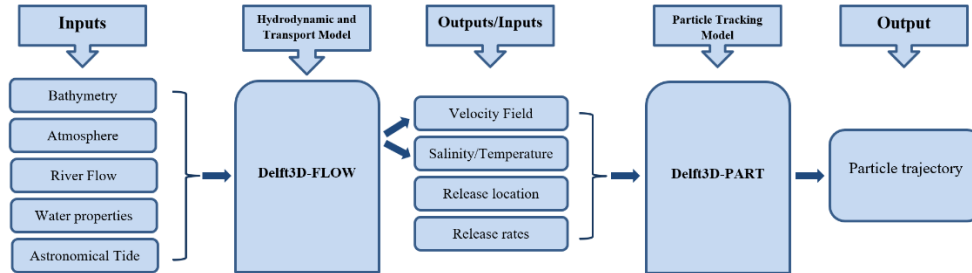 Inputs
Hydrodynamic and
Transport Model
Outputs/Inputs
Particle Tracking
Model
Output
Bathymetry
Atmosphere
River Flow
Water properties
Astronomical Tide
Delft3D-FLOW
Velocity Field
Salinity/Temperature
Release location
Release rates
Delft3D-PART
Particle trajectory